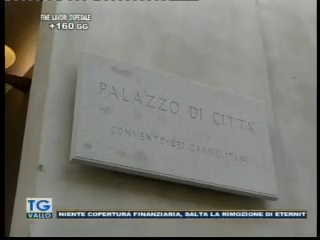 FINE LAVORI OSPEDALE
+160 GG
PALAZZO DI CITTA
CONVENTO DEI CARMELITANI
TG
VALLO
NIENTE COPERTURA FINANZIARIA, SALTA LA RIMOZIONE DI ETERNIT